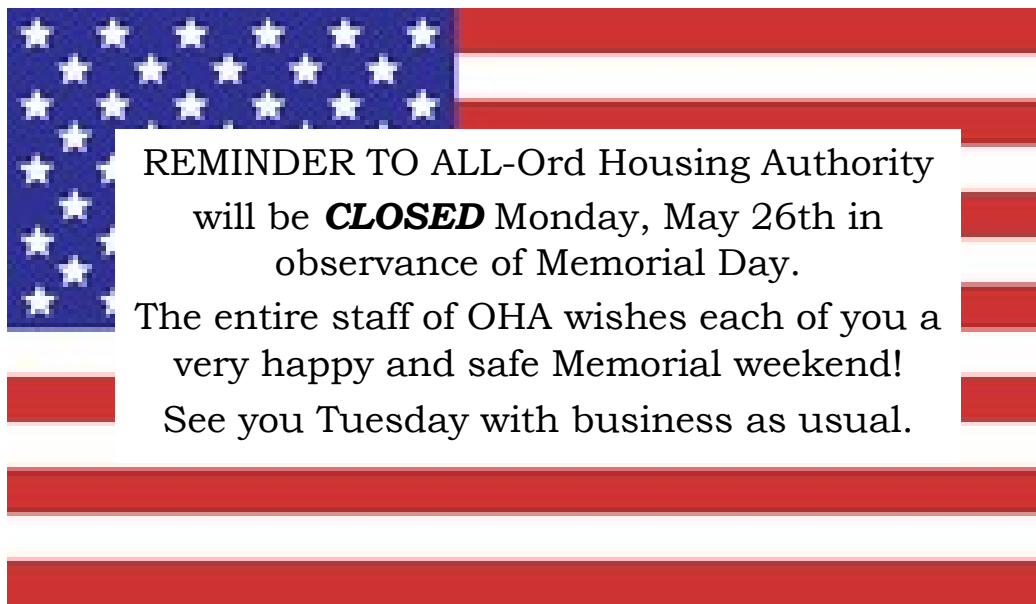 REMINDER TO ALL-Ord Housing Authority
will be CLOSED Monday, May 26th in
observance of Memorial Day.
The entire staff of OHA wishes each of you a
very happy and safe Memorial weekend!
See you Tuesday with business as usual.